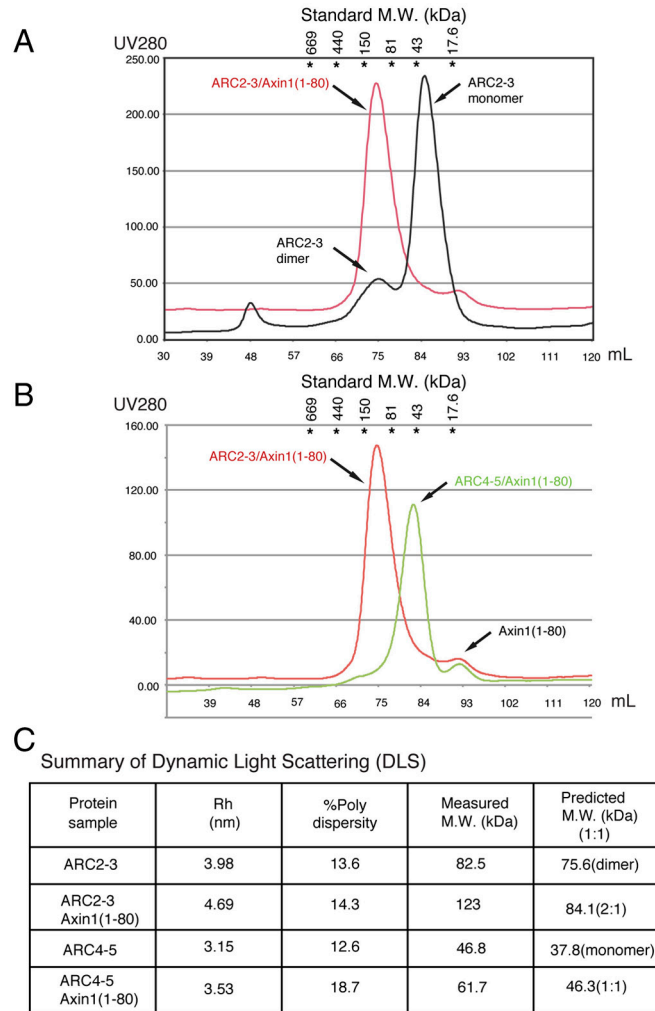 A
Standard M.W. (kDa)
UV280
669 440 150 81 43 17.6
* * * * * *
250.00
200.00
150.00
100.00
50.00
0.00
ARC2-3/Axin1(1-80)
ARC2-3
monomer
ARC2-3
dimer
30 39 48 57 66 75 84 93 102 111 120 mL
B
Standard M.W. (kDa)
UV280
669 440 150 81 43 17.6
* * * * * *
160.00
120.00
80.00
40.00
0.00
ARC2-3/Axin1(1-80)
ARC4-5/Axin1(1-80)
Axin1(1-80)
39 48 57 66 75 84 93 102 111 120 mL
C
Summary of Dynamic Light Scattering (DLS)
Protein sample | Rh (nm) | %Poly dispersity | Measured M.W. (kDa) | Predicted M.W. (kDa) (1:1)
ARC2-3 | 3.98 | 13.6 | 82.5 | 75.6(dimer)
ARC2-3 Axin1(1-80) | 4.69 | 14.3 | 123 | 84.1(2:1)
ARC4-5 | 3.15 | 12.6 | 46.8 | 37.8(monomer)
ARC4-5 Axin1(1-80) | 3.53 | 18.7 | 61.7 | 46.3(1:1)